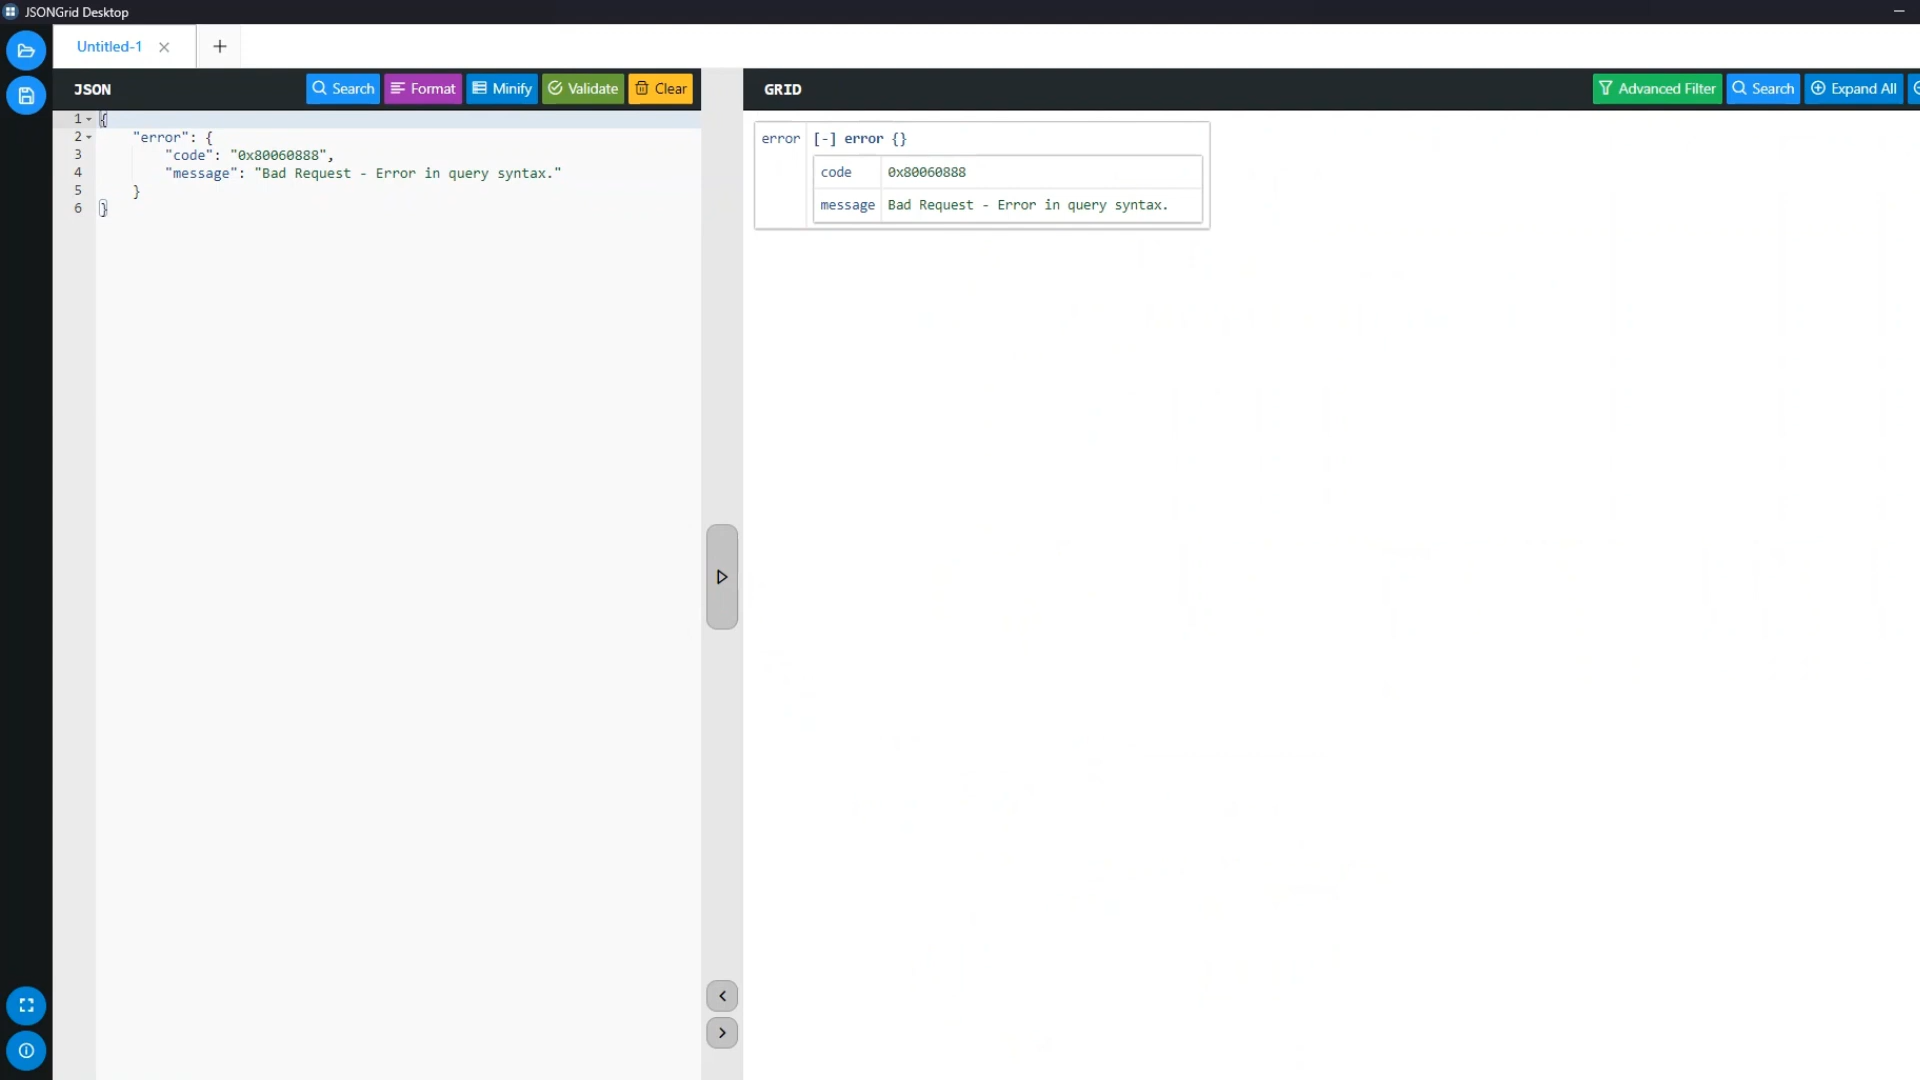 JSONGrid Desktop
Untitled-1
JSON
Search
Format
Minify
Validate
Clear
1 {
2 "error": {
3 "code": "0x80060888",
4 "message": "Bad Request - Error in query syntax."
5 }
6 }
GRID
Advanced Filter
Search
Expand All
error
[-] error {}
code 0x80060888
message Bad Request - Error in query syntax.